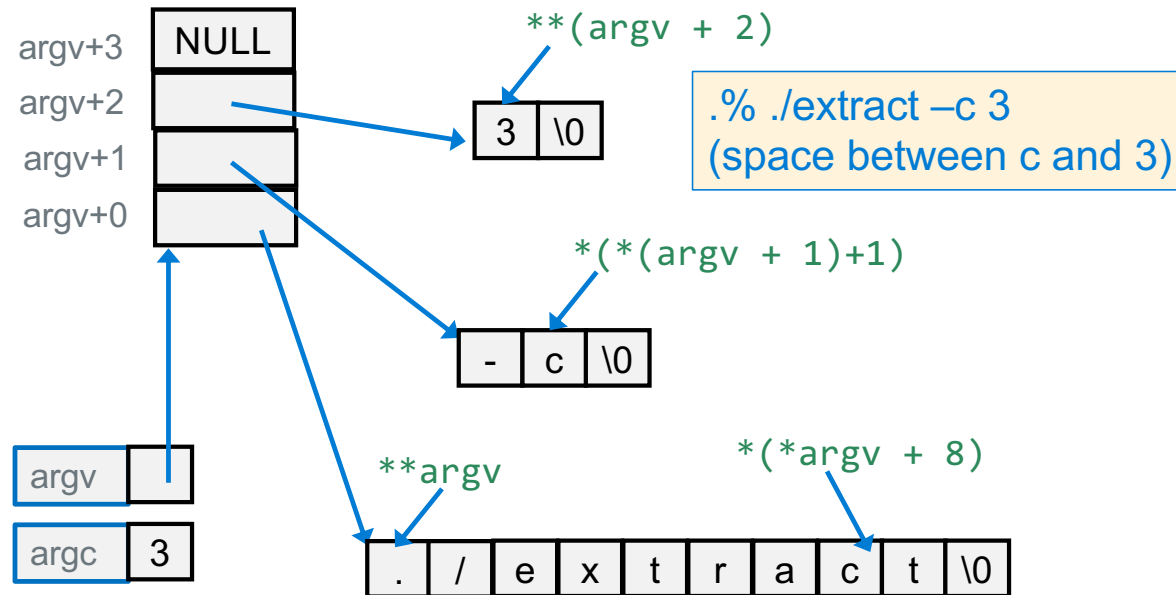 **(argv + 2)
argv+3 NULL
argv+2
3 \0
.% ./extract –c 3
(space between c and 3)
argv+1
argv+0
*(*(argv + 1)+1)
- c \0
argv
**argv
*(*argv + 8)
argc 3
. / e x t r a c t \0